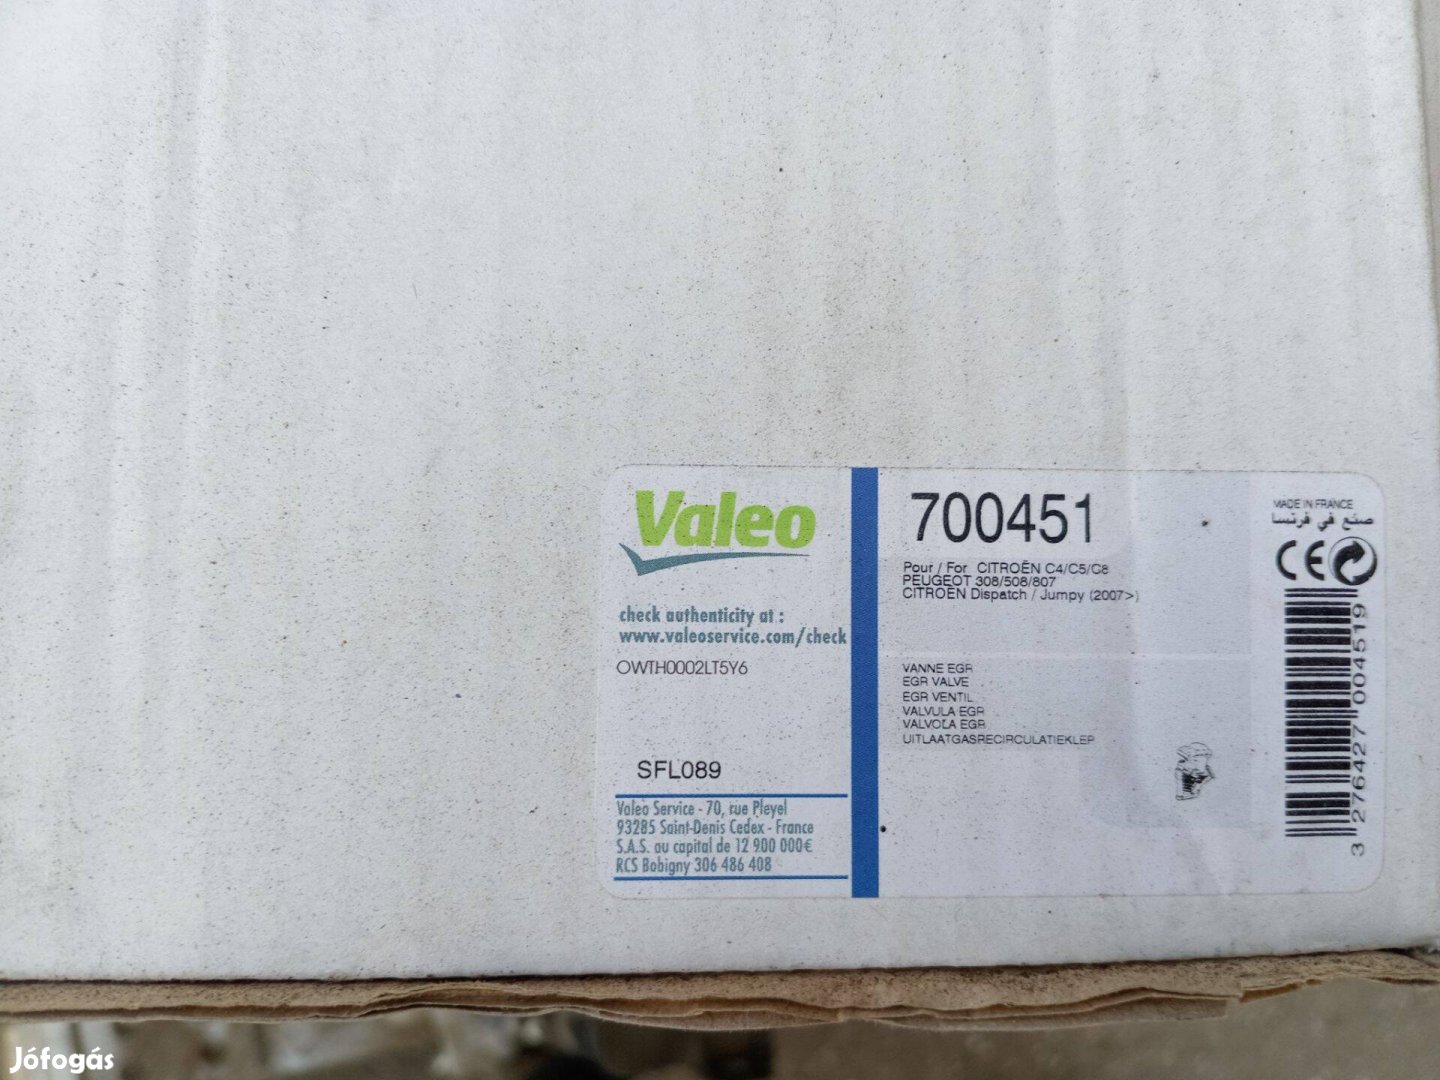 Valeo
check authenticity at :
www.valeoservice.com/check
OWTH0002LT5Y6
SFL089
Valeo Service - 70, rue Pleyel
93285 Saint-Denis Cedex - France
S.A.S. au capital de 12 900 000€
RCS Bobigny 306 486 408
700451
Pour / For CITROËN C4/C5/C8
PEUGEOT 308/508/807
CITROËN Dispatch / Jumpy (2007>)
VANNE EGR
EGR VALVE
EGR VENTIL
VALVULA EGR
VALVOLA EGR
UITLAATGASRECIRCULATIEKLEP
MADE IN FRANCE
صنع في فرنسا
CE
3 276427 004519
Jófogás